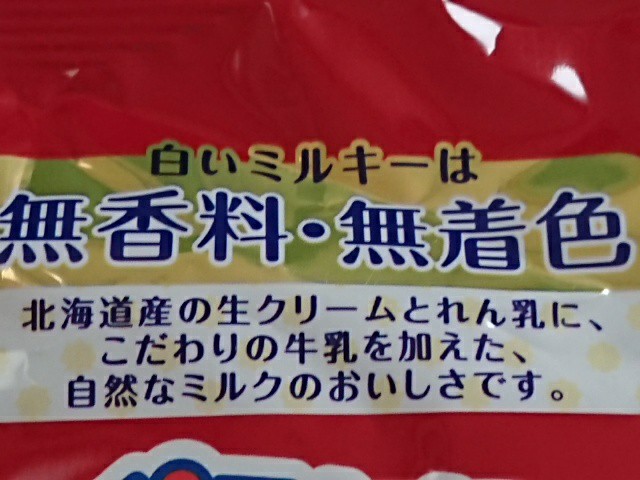 白いミルキーは
無香料・無着色
北海道産の生クリームとれん乳に、
こだわりの牛乳を加えた、
自然なミルクのおいしさです。